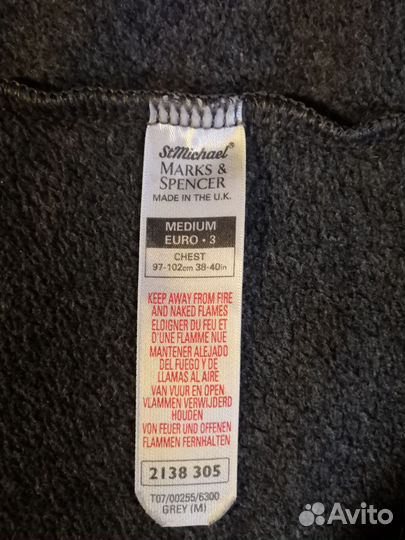 StMichael®
MARKS &
SPENCER
MADE IN THE U.K.
MEDIUM
EURO • 3
CHEST
97-102cm 38-40in
KEEP AWAY FROM FIRE
AND NAKED FLAMES
ELOIGNER DU FEU ET
D'UNE FLAMME NUE
MANTENER ALEJADO
DEL FUEGO Y DE
LLAMAS AL AIRE
VAN VUUR EN OPEN
VLAMMEN VERWIJDERD
HOUDEN
VON FEUER UND OFFENEN
FLAMMEN FERNHALTEN
2138 305
T07/00255/6300
GREY (M)
Avito